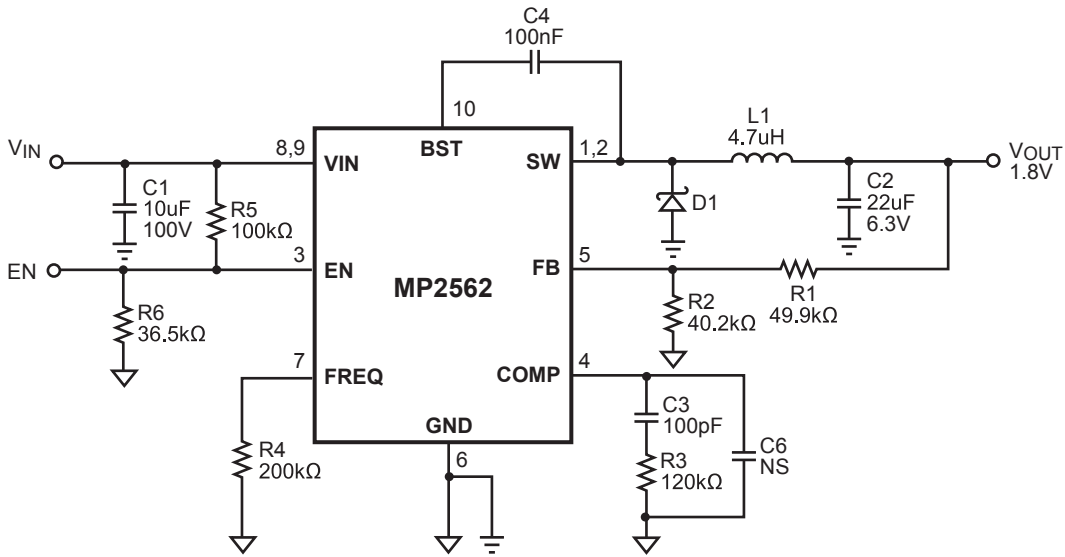 C4
100nF
10
L1
4.7uH
VIN
8,9
VIN
BST
SW
1,2
VOUT
1.8V
C1
10uF
100V
R5
100kΩ
D1
C2
22uF
6.3V
EN
3
EN
MP2562
FB
5
R6
36.5kΩ
R2
40.2kΩ
R1
49.9kΩ
7
FREQ
COMP
4
GND
6
R4
200kΩ
C3
100pF
R3
120kΩ
C6
NS